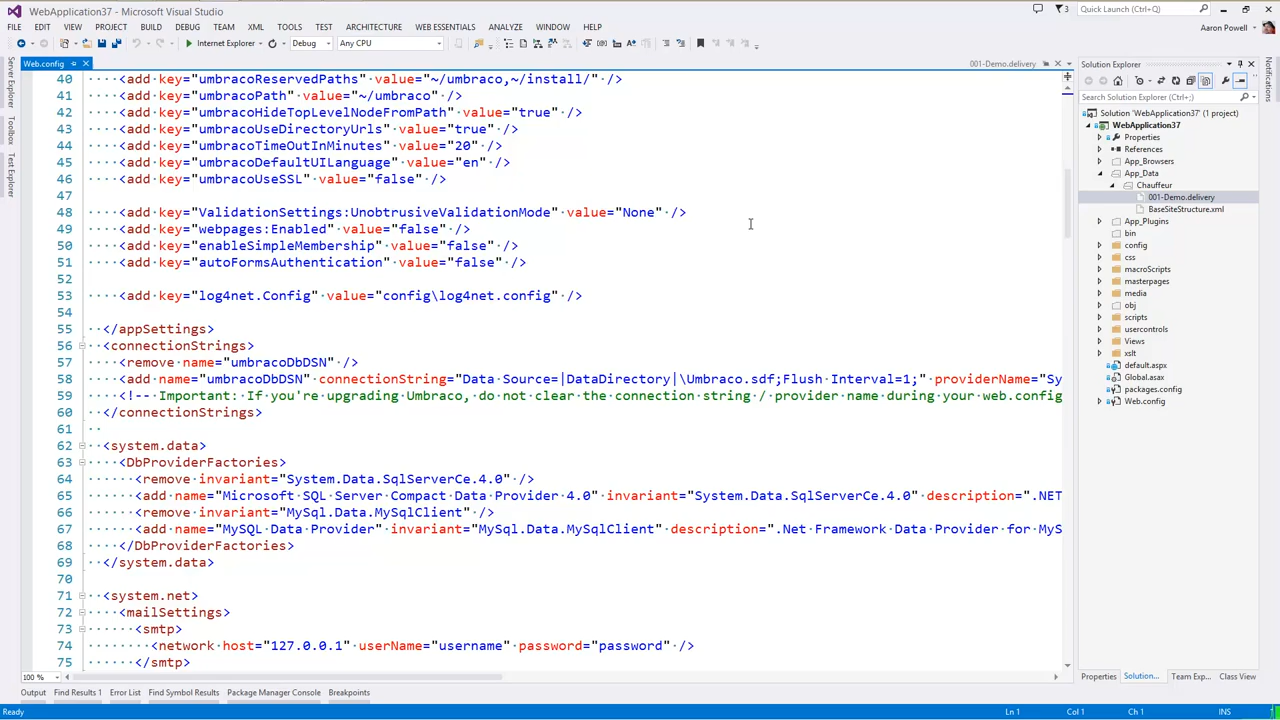 WebApplication37 - Microsoft Visual Studio
3
Quick Launch (Ctrl+Q)
FILE EDIT VIEW PROJECT BUILD DEBUG TEAM XML TOOLS TEST ARCHITECTURE WEB ESSENTIALS ANALYZE WINDOW HELP
Aaron Powell
Internet Explorer Debug Any CPU
Web.config
001-Demo.delivery
Solution Explorer
Server Explorer
Toolbox
Test Explorer
Notifications
40 ····<add·key="umbracoReservedPaths"·value="~/umbraco,~/install/"·/>
41 ····<add·key="umbracoPath"·value="~/umbraco"·/>
42 ····<add·key="umbracoHideTopLevelNodeFromPath"·value="true"·/>
43 ····<add·key="umbracoUseDirectoryUrls"·value="true"·/>
44 ····<add·key="umbracoTimeOutInMinutes"·value="20"·/>
45 ····<add·key="umbracoDefaultUILanguage"·value="en"·/>
46 ····<add·key="umbracoUseSSL"·value="false"·/>
47
48 ····<add·key="ValidationSettings:UnobtrusiveValidationMode"·value="None"·/>
49 ····<add·key="webpages:Enabled"·value="false"·/>
50 ····<add·key="enableSimpleMembership"·value="false"·/>
51 ····<add·key="autoFormsAuthentication"·value="false"·/>
52
53 ····<add·key="log4net.Config"·value="config\log4net.config"·/>
54
55 ··</appSettings>
56 ··<connectionStrings>
57 ····<remove·name="umbracoDbDSN"·/>
58 ····<add·name="umbracoDbDSN"·connectionString="Data·Source=|DataDirectory|\Umbraco.sdf;Flush·Interval=1;"·providerName="Sy
59 ····<!--·Important:·If·you're·upgrading·Umbraco,·do·not·clear·the·connection·string·/·provider·name·during·your·web.config
60 ··</connectionStrings>
61
62 ··<system.data>
63 ····<DbProviderFactories>
64 ······<remove·invariant="System.Data.SqlServerCe.4.0"·/>
65 ······<add·name="Microsoft·SQL·Server·Compact·Data·Provider·4.0"·invariant="System.Data.SqlServerCe.4.0"·description=".NET
66 ······<remove·invariant="MySql.Data.MySqlClient"·/>
67 ······<add·name="MySQL·Data·Provider"·invariant="MySql.Data.MySqlClient"·description=".Net·Framework·Data·Provider·for·MyS
68 ····</DbProviderFactories>
69 ··</system.data>
70
71 ··<system.net>
72 ····<mailSettings>
73 ······<smtp>
74 ········<network·host="127.0.0.1"·userName="username"·password="password"·/>
75 ······</smtp>
Search Solution Explorer (Ctrl+;)
Solution 'WebApplication37' (1 project)
WebApplication37
Properties
References
App_Browsers
App_Data
Chauffeur
001-Demo.delivery
BaseSiteStructure.xml
App_Plugins
bin
config
css
macroScripts
masterpages
media
obj
scripts
usercontrols
Views
xslt
default.aspx
Global.asax
packages.config
Web.config
100 %
Properties Solution... Team Exp... Class View
Output Find Results 1 Error List Find Symbol Results Package Manager Console Breakpoints
Ready Ln 1 Col 1 Ch 1 INS